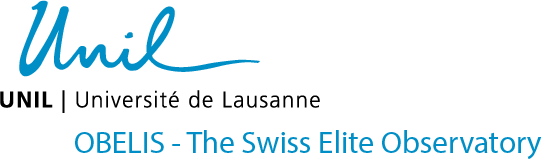 Unil
UNIL | Université de Lausanne
OBELIS - The Swiss Elite Observatory